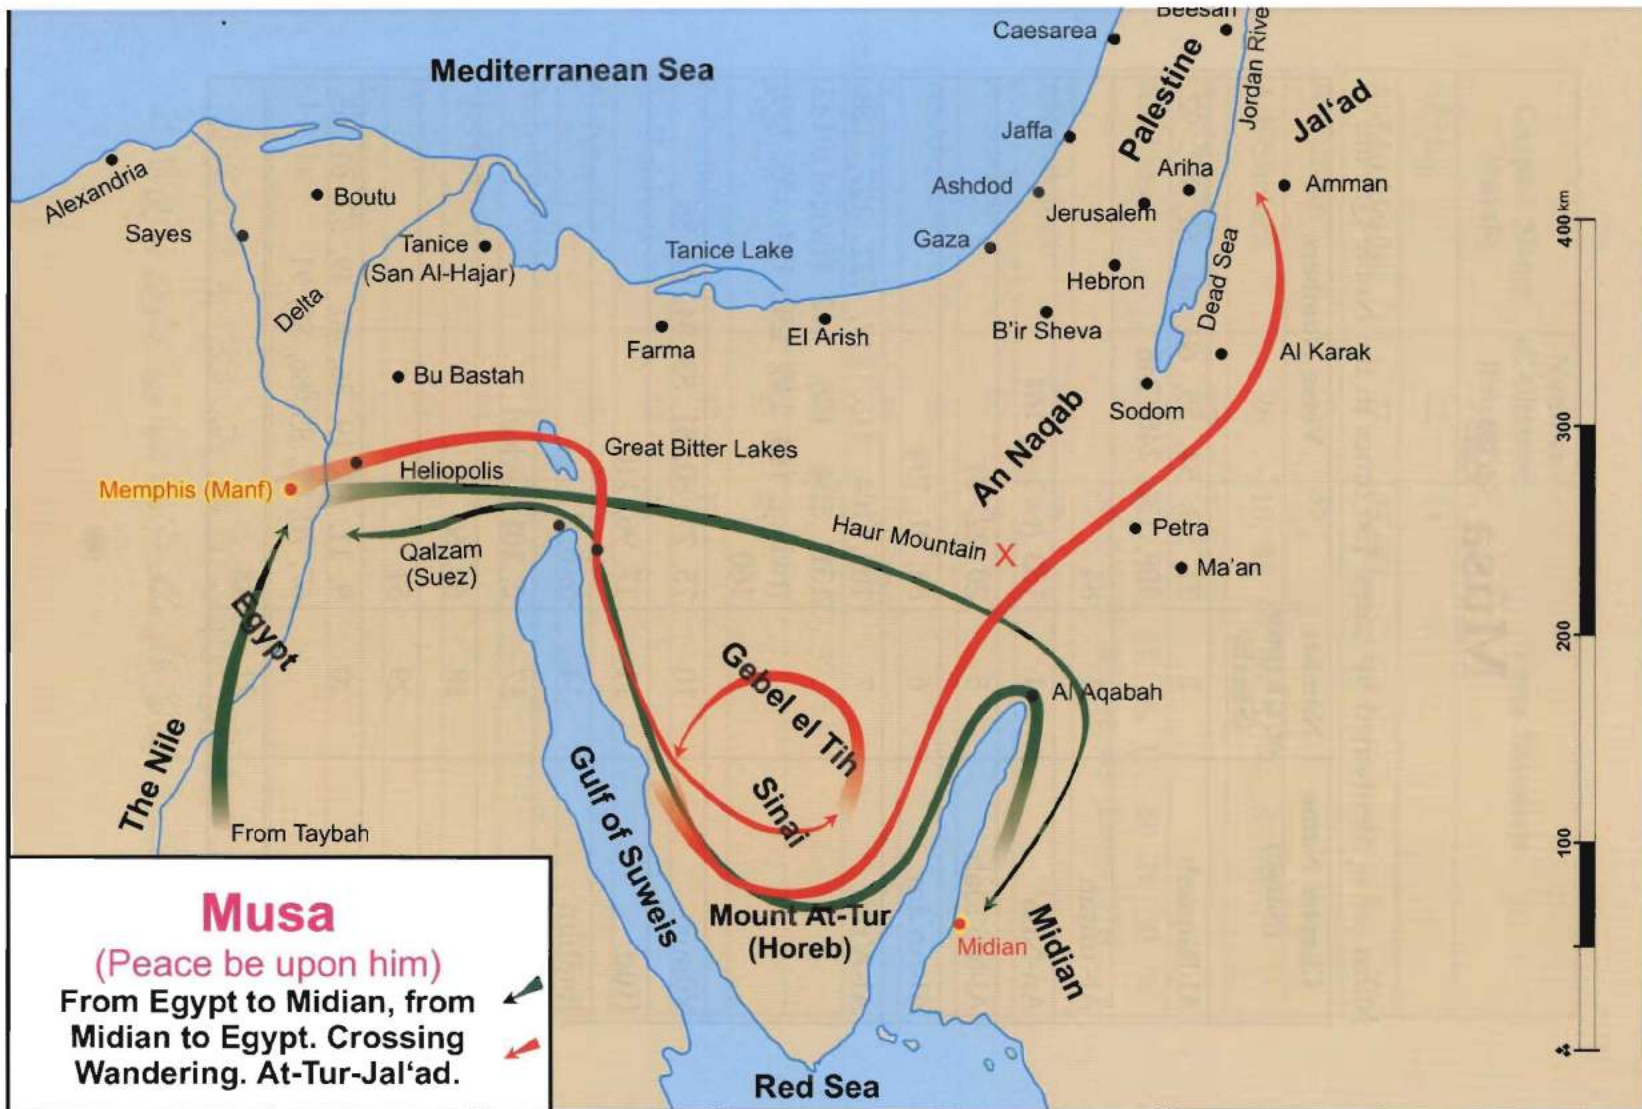 Beesan
Caesarea
Mediterranean Sea
Palestine
Jordan Rive
Jal‘ad
Jaffa
Alexandria
Boutu
Ashdod
Ariha
Amman
Jerusalem
Sayes
Tanice
(San Al-Hajar)
Tanice Lake
Gaza
400 km
Delta
Hebron
Dead Sea
Farma
El Arish
B'ir Sheva
Al Karak
Bu Bastah
Sodom
An Naqab
300
Great Bitter Lakes
Heliopolis
Memphis (Manf)
Haur Mountain X
Petra
Qalzam
(Suez)
Ma'an
Egypt
200
Gebel el Tih
Al Aqabah
The Nile
Sinai
Gulf of Suweis
From Taybah
100
Mount At-Tur
(Horeb)
Midian
Midian
Musa
(Peace be upon him)
From Egypt to Midian, from
Midian to Egypt. Crossing
Wandering. At-Tur-Jal‘ad.
Red Sea